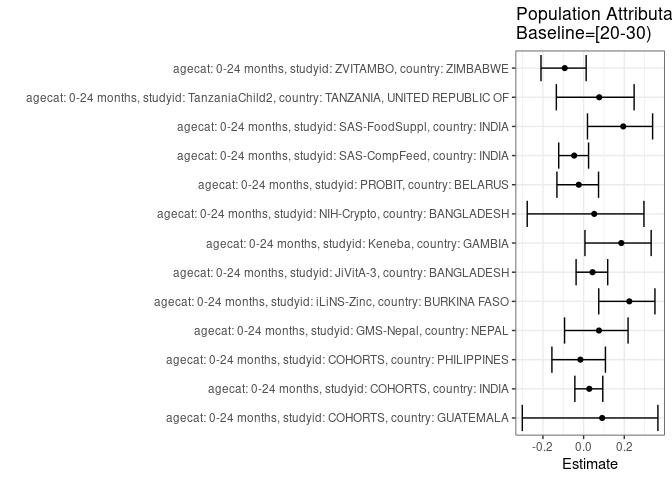 Population Attributa
Baseline=[20-30)
agecat: 0-24 months, studyid: ZVITAMBO, country: ZIMBABWE
agecat: 0-24 months, studyid: TanzaniaChild2, country: TANZANIA, UNITED REPUBLIC OF
agecat: 0-24 months, studyid: SAS-FoodSuppl, country: INDIA
agecat: 0-24 months, studyid: SAS-CompFeed, country: INDIA
agecat: 0-24 months, studyid: PROBIT, country: BELARUS
agecat: 0-24 months, studyid: NIH-Crypto, country: BANGLADESH
agecat: 0-24 months, studyid: Keneba, country: GAMBIA
agecat: 0-24 months, studyid: JiVitA-3, country: BANGLADESH
agecat: 0-24 months, studyid: iLiNS-Zinc, country: BURKINA FASO
agecat: 0-24 months, studyid: GMS-Nepal, country: NEPAL
agecat: 0-24 months, studyid: COHORTS, country: PHILIPPINES
agecat: 0-24 months, studyid: COHORTS, country: INDIA
agecat: 0-24 months, studyid: COHORTS, country: GUATEMALA
-0.2 0.0 0.2
Estimate